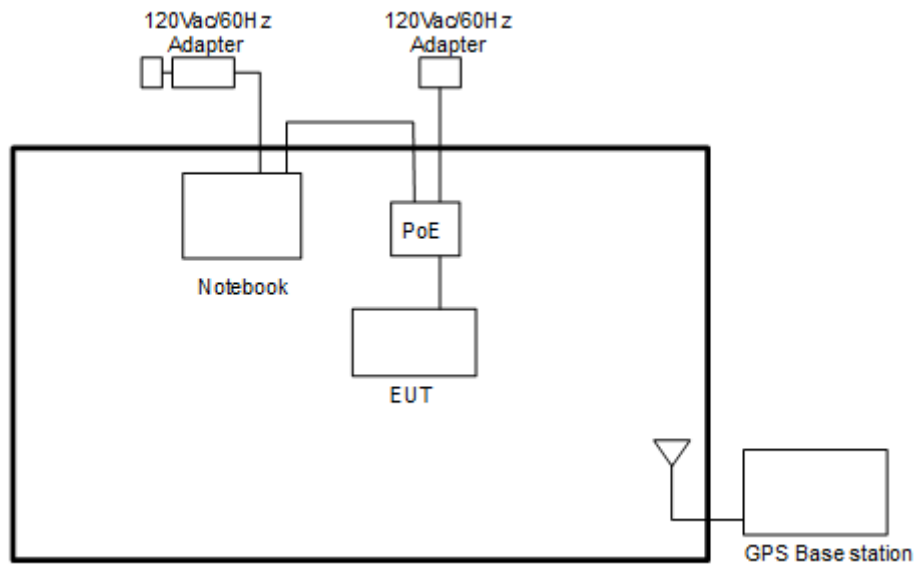 120Vac/60Hz
Adapter
120Vac/60Hz
Adapter
PoE
Notebook
EUT
GPS Base station